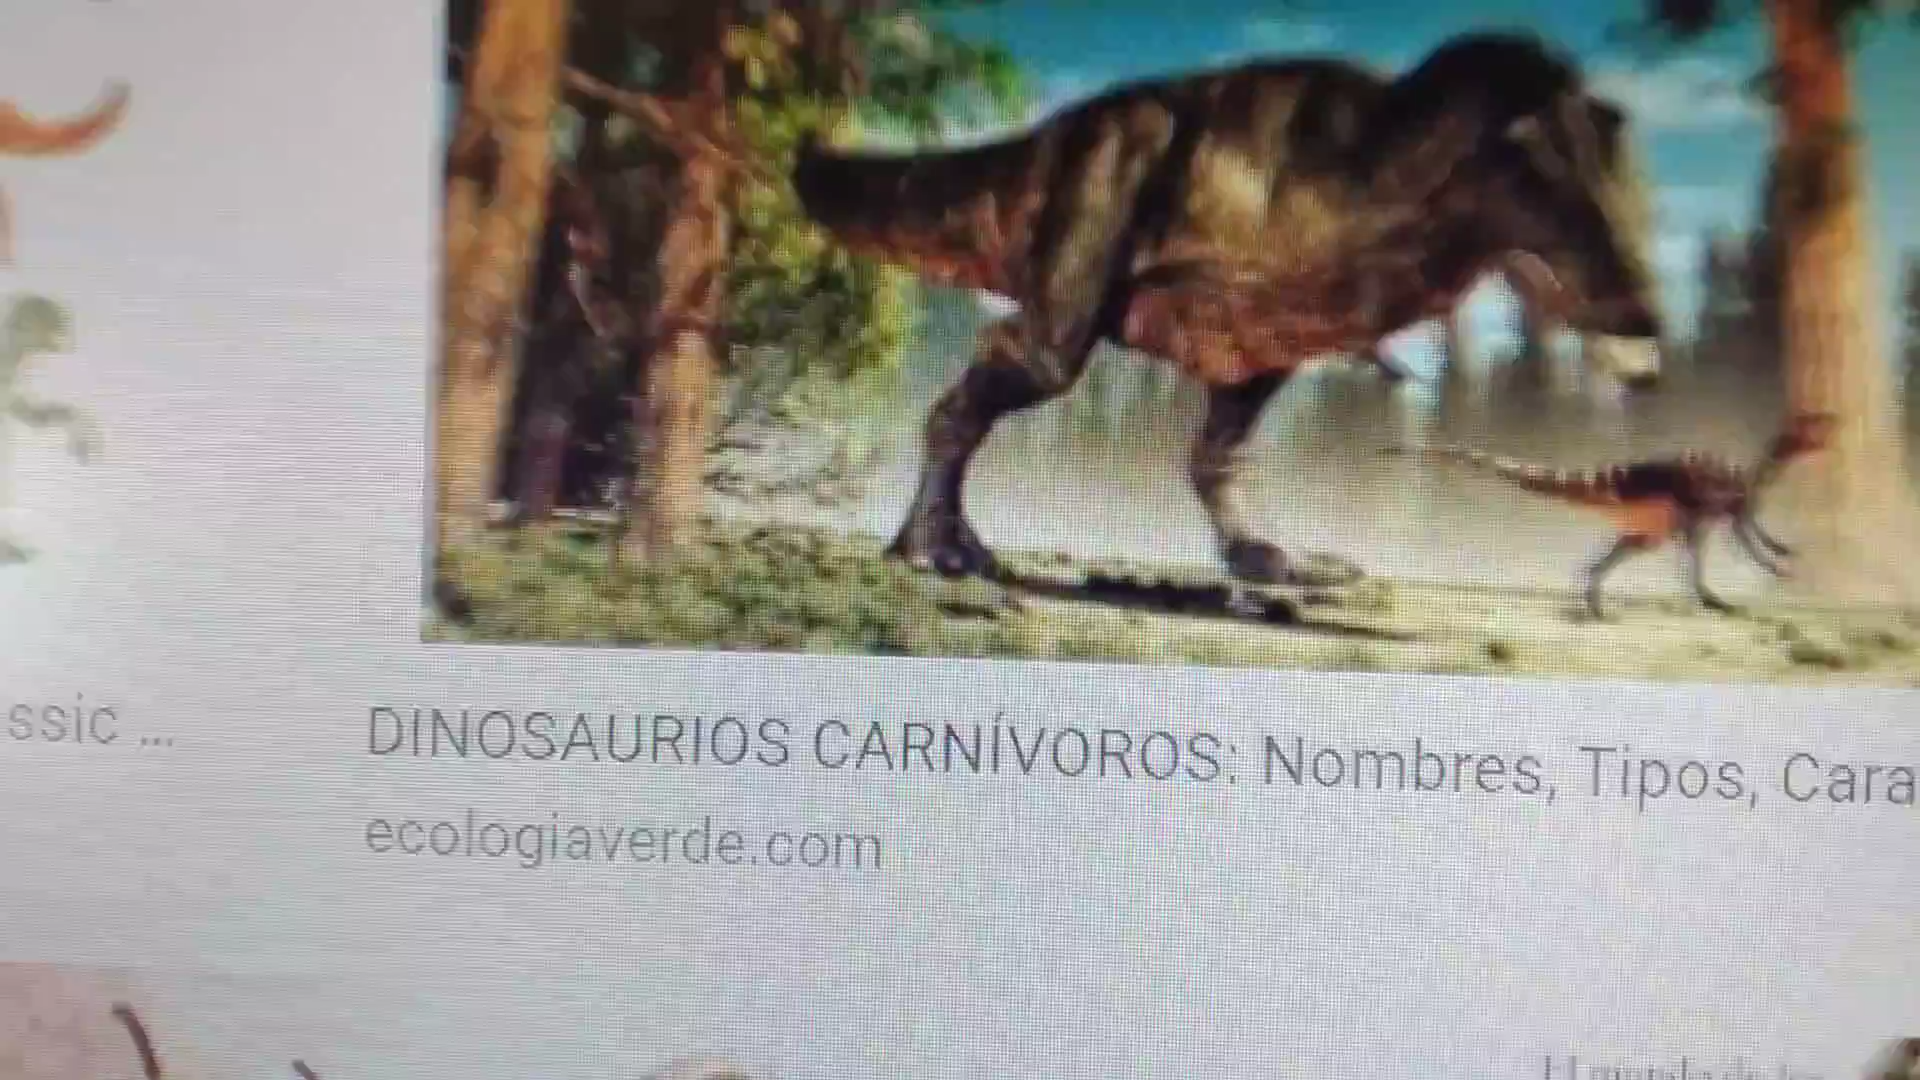 ssic ...
DINOSAURIOS CARNÍVOROS: Nombres, Tipos, Cara
ecologiaverde.com